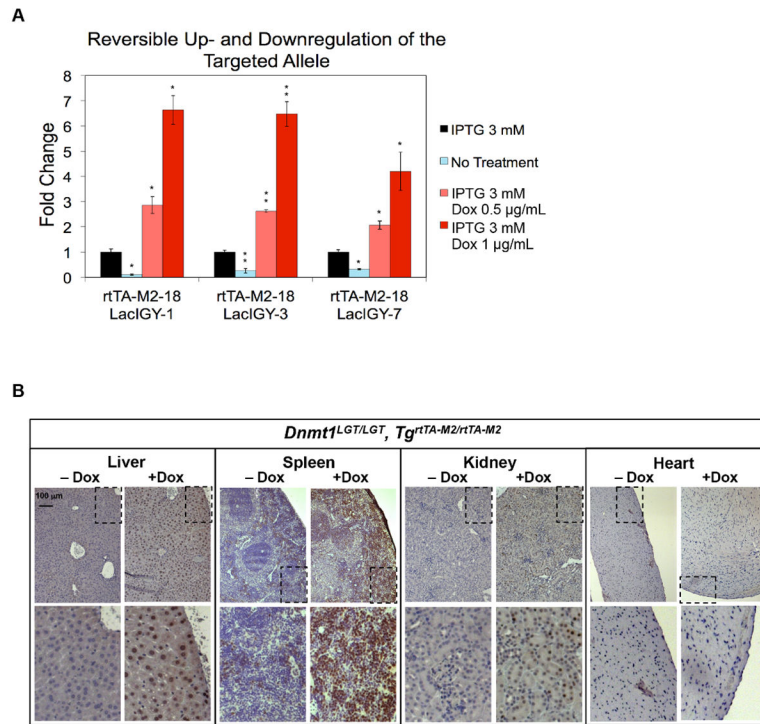 A
Reversible Up- and Downregulation of the
Targeted Allele
Fold Change
8
7
6
5
4
3
2
1
0
*
*
*
*
*
*
*
*
*
*
*
*
rtTA-M2-18
LacIGY-1
rtTA-M2-18
LacIGY-3
rtTA-M2-18
LacIGY-7
IPTG 3 mM
No Treatment
IPTG 3 mM
Dox 0.5 µg/mL
IPTG 3 mM
Dox 1 µg/mL
B
Dnmt1LGT/LGT, TgrtTA-M2/rtTA-M2
Liver
Spleen
Kidney
Heart
– Dox +Dox – Dox +Dox – Dox +Dox – Dox +Dox
100 µm